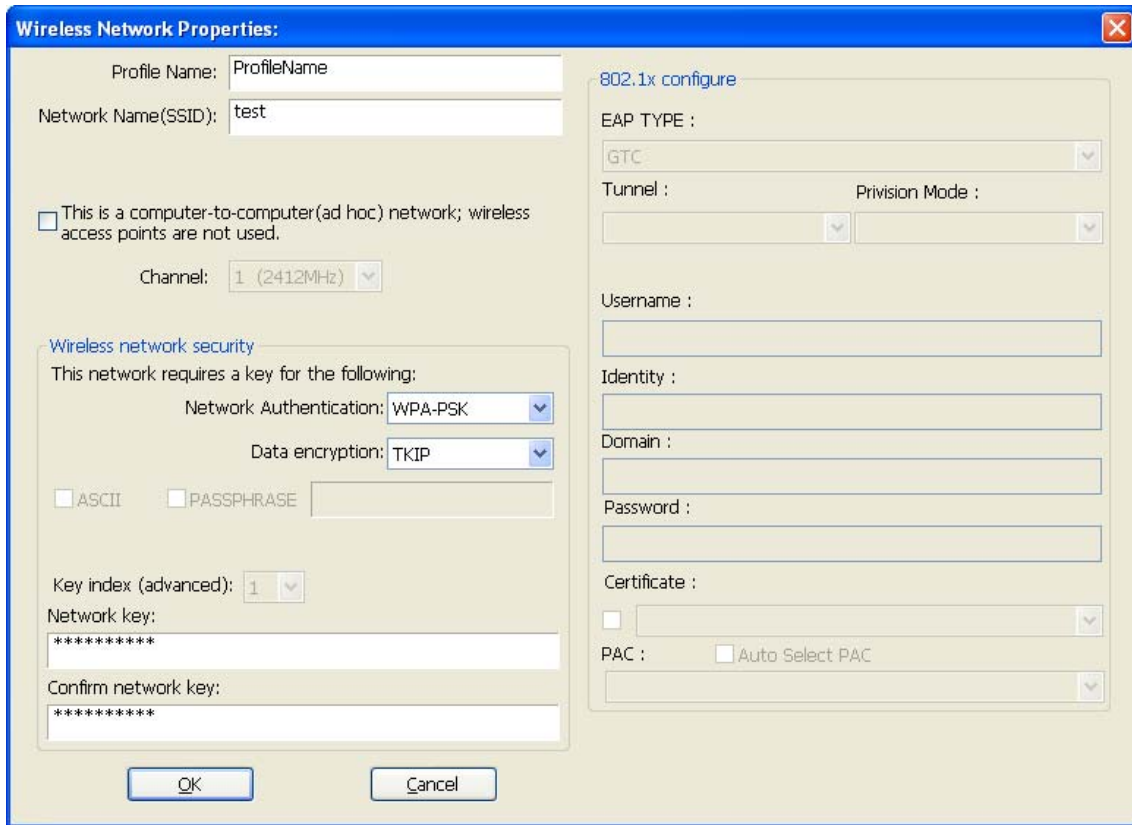 Wireless Network Properties:
Profile Name: ProfileName
Network Name(SSID): test
This is a computer-to-computer(ad hoc) network; wireless
access points are not used.
Channel: 1 (2412MHz)
Wireless network security
This network requires a key for the following:
Network Authentication: WPA-PSK
Data encryption: TKIP
ASCII PASSPHRASE
Key index (advanced): 1
Network key:
**********
Confirm network key:
**********
OK Cancel
802.1x configure
EAP TYPE :
GTC
Tunnel : Privision Mode :
Username :
Identity :
Domain :
Password :
Certificate :
PAC : Auto Select PAC